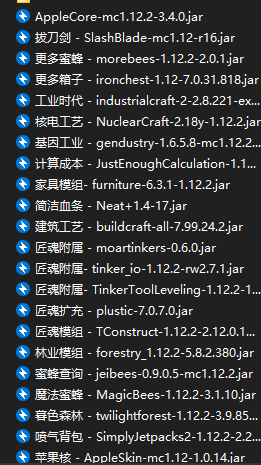 AppleCore-mc1.12.2-3.4.0.jar
拔刀剑 - SlashBlade-mc1.12-r16.jar
更多蜜蜂 - morebees-1.12.2-2.0.1.jar
更多箱子 - ironchest-1.12-7.0.31.818.jar
工业时代 - industrialcraft-2-2.8.221-ex...
核电工艺 - NuclearCraft-2.18y-1.12.2.jar
基因工业 - gendustry-1.6.5.8-mc1.12.2...
计算成本 - JustEnoughCalculation-1.1...
家具模组- furniture-6.3.1-1.12.2.jar
简洁血条 - Neat+1.4-17.jar
建筑工艺 - buildcraft-all-7.99.24.2.jar
匠魂附属 - moartinkers-0.6.0.jar
匠魂附属- tinker_io-1.12.2-rw2.7.1.jar
匠魂附属- TinkerToolLeveling-1.12.2-1...
匠魂扩充 - plustic-7.0.7.0.jar
匠魂模组 - TConstruct-1.12.2-2.12.0.1...
林业模组 - forestry_1.12.2-5.8.2.380.jar
蜜蜂查询 - jeibees-0.9.0.5-mc1.12.2.jar
魔法蜜蜂 - MagicBees-1.12.2-3.1.10.jar
暮色森林 - twilightforest-1.12.2-3.9.85...
喷气背包 - SimplyJetpacks2-1.12.2-2.2...
苹果核 - AppleSkin-mc1.12-1.0.14.jar